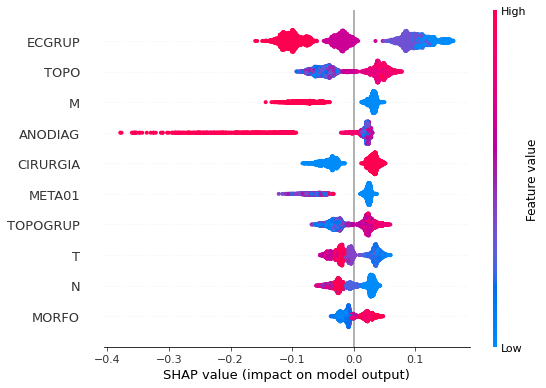 High
ECGRUP
TOPO
M
ANODIAG
CIRURGIA
META01
TOPOGRUP
T
N
MORFO
Feature value
Low
−0.4 −0.3 −0.2 −0.1 0.0 0.1
SHAP value (impact on model output)